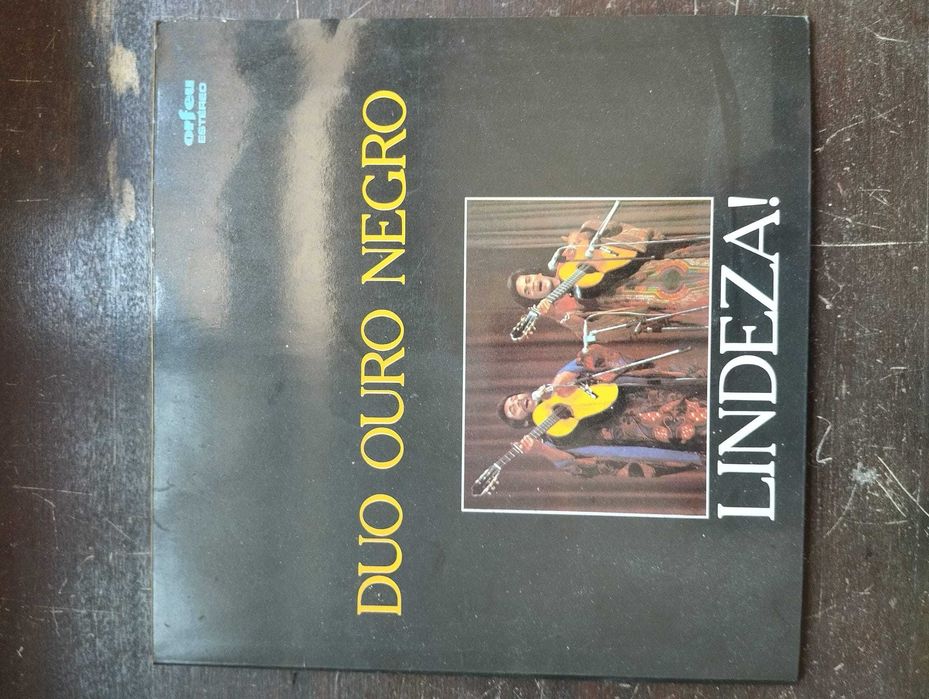 orfeu
ESTÉREO
DUO OURO NEGRO
LINDEZA!